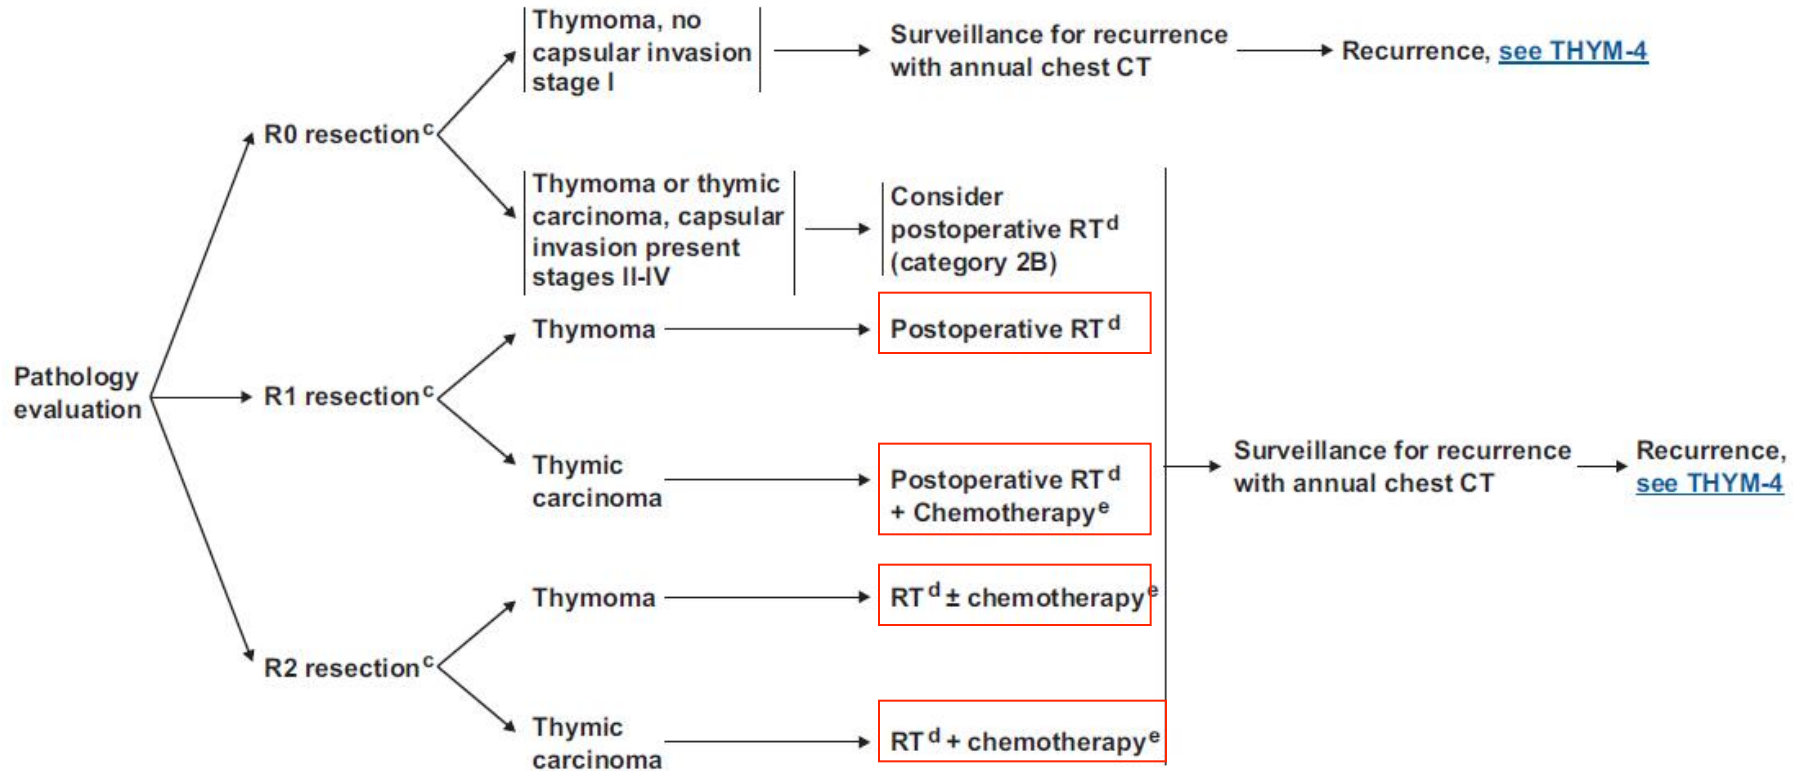 Thymoma, no
capsular invasion
stage I
Surveillance for recurrence
with annual chest CT
Recurrence, see THYM-4
R0 resection c
Thymoma or thymic
carcinoma, capsular
invasion present
stages II-IV
Consider
postoperative RT d
(category 2B)
Pathology
evaluation
R1 resection c
Thymoma
Postoperative RT d
Thymic
carcinoma
Postoperative RT d
+ Chemotherapy e
Surveillance for recurrence
with annual chest CT
Recurrence,
see THYM-4
R2 resection c
Thymoma
RT d ± chemotherapy e
Thymic
carcinoma
RT d + chemotherapy e